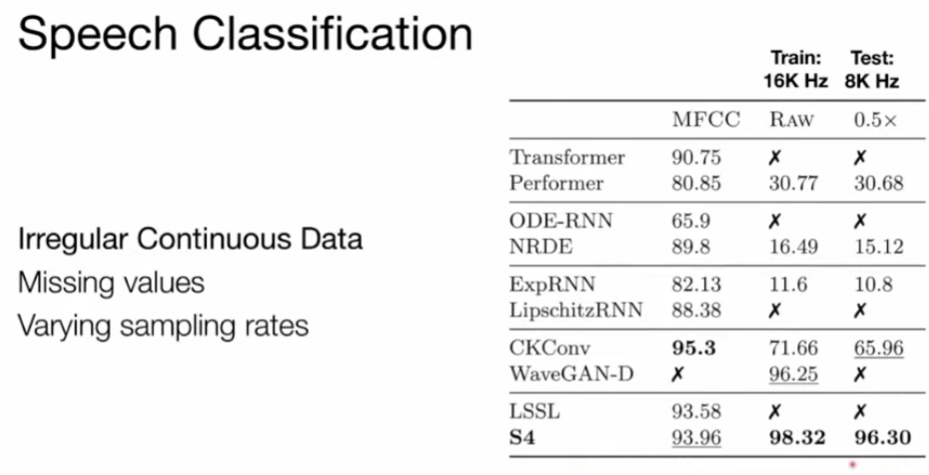 Speech Classification
Irregular Continuous Data
Missing values
Varying sampling rates
Train: Test:
16K Hz 8K Hz
MFCC RAW 0.5×
Transformer 90.75 ✗ ✗
Performer 80.85 30.77 30.68
ODE-RNN 65.9 ✗ ✗
NRDE 89.8 16.49 15.12
ExpRNN 82.13 11.6 10.8
LipschitzRNN 88.38 ✗ ✗
CKConv 95.3 71.66 65.96
WaveGAN-D ✗ 96.25 ✗
LSSL 93.58 ✗ ✗
S4 93.96 98.32 96.30